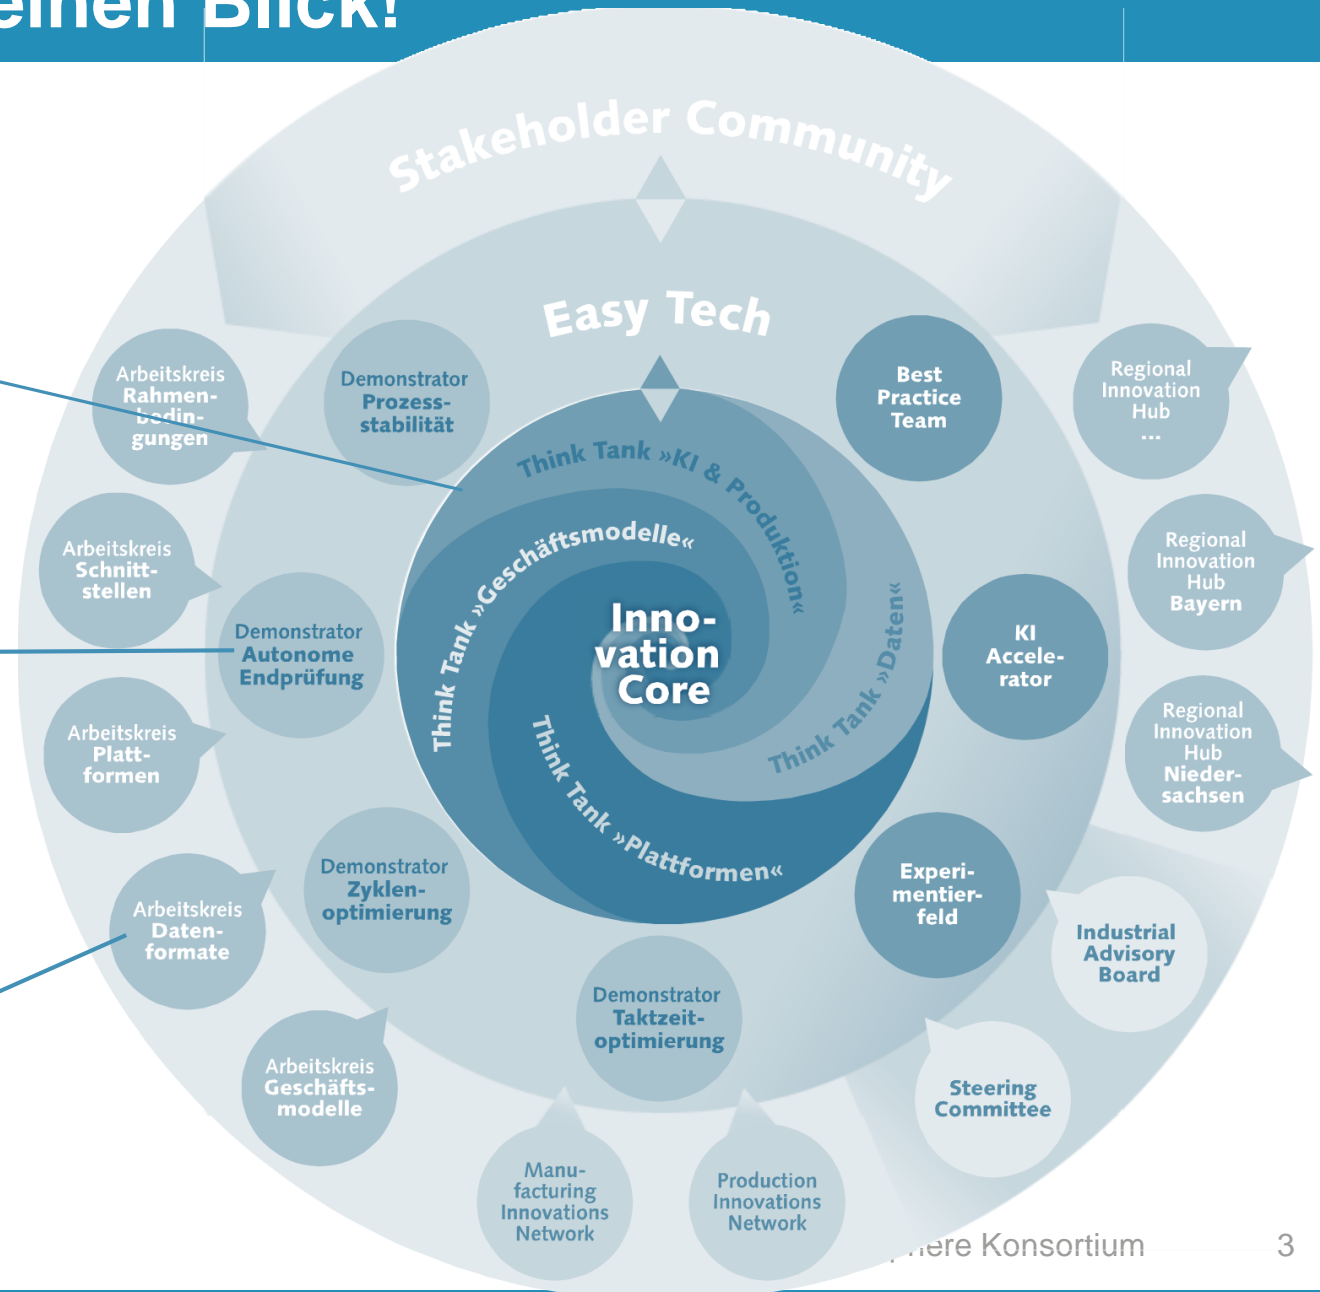 einen Blick!
Stakeholder Community
Easy Tech
Arbeitskreis
Rahmen-
bedin-
gungen
Demonstrator
Prozess-
stabilität
Best
Practice
Team
Regional
Innovation
Hub
...
Think Tank »KI & Produktion«
Think Tank »Geschäftsmodelle«
Think Tank »Daten«
Think Tank »Plattformen«
Inno-
vation
Core
Arbeitskreis
Schnitt-
stellen
Regional
Innovation
Hub
Bayern
Demonstrator
Autonome
Endprüfung
KI
Accele-
rator
Arbeitskreis
Platt-
formen
Regional
Innovation
Hub
Nieder-
sachsen
Demonstrator
Zyklen-
optimierung
Experi-
mentier-
feld
Arbeitskreis
Daten-
formate
Industrial
Advisory
Board
Demonstrator
Taktzeit-
optimierung
Arbeitskreis
Geschäfts-
modelle
Steering
Committee
Manu-
facturing
Innovations
Network
Production
Innovations
Network
Konsortium
3